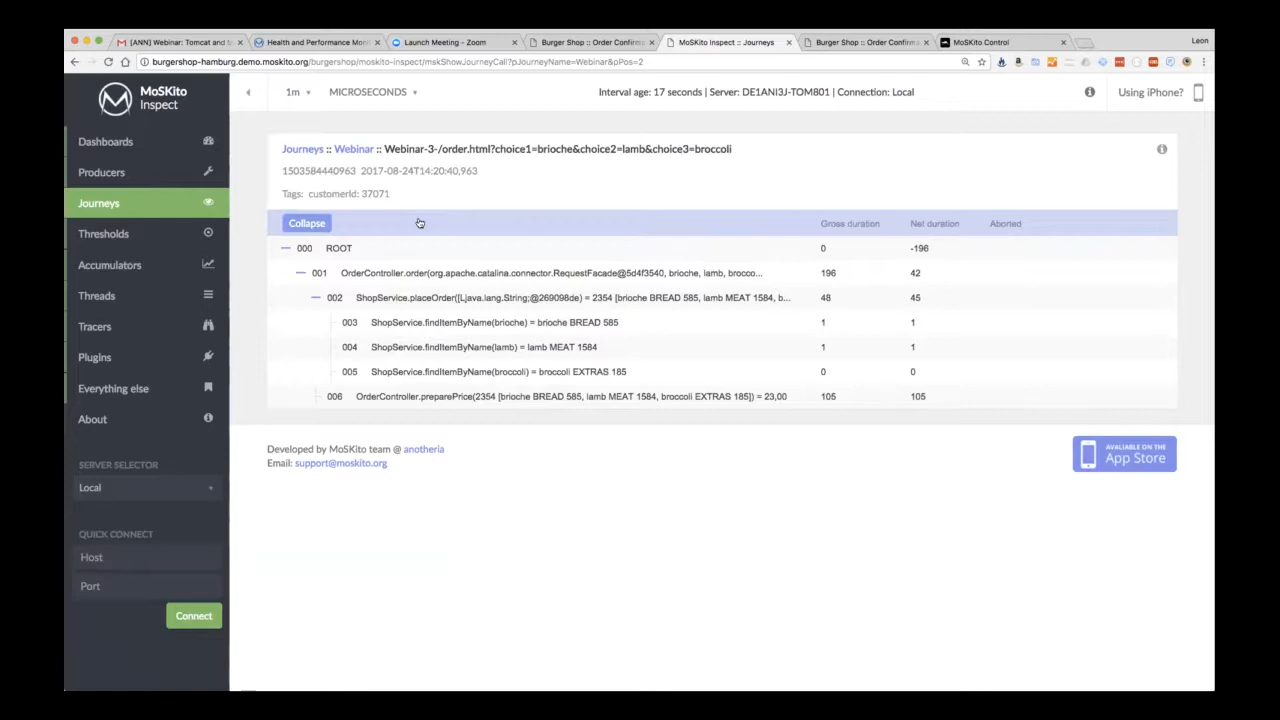 [ANN] Webinar: Tomcat and M
Health and Performance Mon
Launch Meeting - Zoom
Burger Shop :: Order Confirma
MoSKito Inspect :: Journeys
Burger Shop :: Order Confirma
MoSKito Control
Leon
burgershop-hamburg.demo.moskito.org/burgershop/moskito-inspect/mskShowJourneyCall?pJourneyName=Webinar&pPos=2
MoSKito
Inspect
1m
MICROSECONDS
Interval age: 17 seconds | Server: DE1ANI3J-TOM801 | Connection: Local
Using iPhone?
Dashboards
Producers
Journeys
Thresholds
Accumulators
Threads
Tracers
Plugins
Everything else
About
SERVER SELECTOR
Local
QUICK CONNECT
Host
Port
Connect
Journeys :: Webinar :: Webinar-3-/order.html?choice1=brioche&choice2=lamb&choice3=broccoli
1503584440963 2017-08-24T14:20:40,963
Tags: customerId: 37071
Collapse Gross duration Net duration Aborted
000 ROOT 0 -196
001 OrderController.order(org.apache.catalina.connector.RequestFacade@5d4f3540, brioche, lamb, brocco... 196 42
002 ShopService.placeOrder([Ljava.lang.String;@269098de) = 2354 [brioche BREAD 585, lamb MEAT 1584, b... 48 45
003 ShopService.findItemByName(brioche) = brioche BREAD 585 1 1
004 ShopService.findItemByName(lamb) = lamb MEAT 1584 1 1
005 ShopService.findItemByName(broccoli) = broccoli EXTRAS 185 0 0
006 OrderController.preparePrice(2354 [brioche BREAD 585, lamb MEAT 1584, broccoli EXTRAS 185]) = 23,00 105 105
Developed by MoSKito team @ anotheria
Email: support@moskito.org
AVALIABLE ON THE
App Store